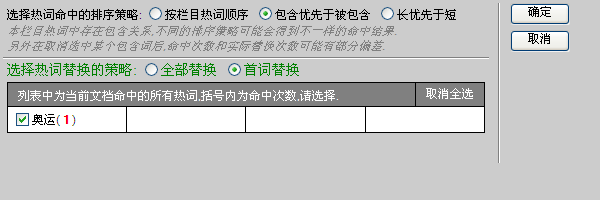 选择热词命中的排序策略: 按栏目热词顺序 包含优先于被包含 长优先于短 确定
本栏目热词中存在包含关系,不同的排序策略可能会得到不一样的命中结果.
另外在取消选中某个包含词后,命中次数和实际替换次数可能有部分偏差. 取消
选择热词替换的策略: 全部替换 首词替换
列表中为当前文档命中的所有热词,括号内为命中次数,请选择. 取消全选
奥运(1)